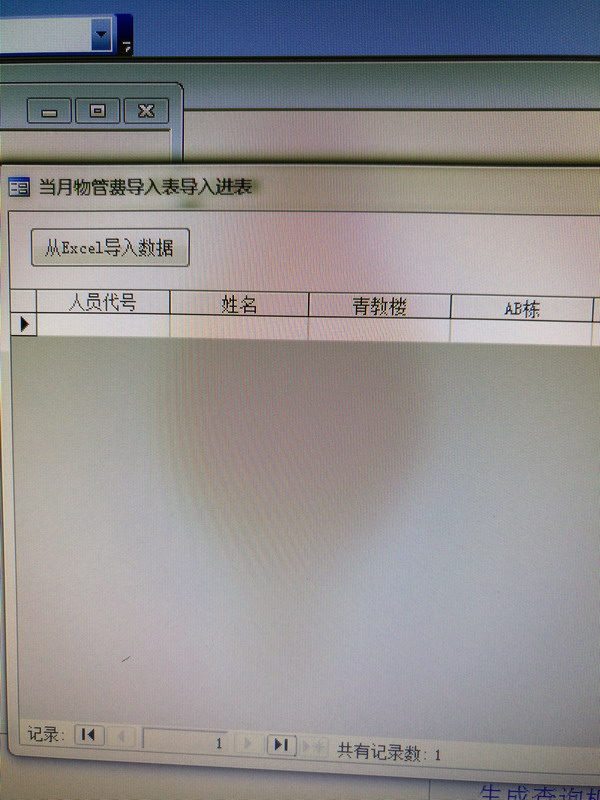 当月物管费导入表导入进表
从Excel导入数据
人员代号 姓名 青教楼 AB栋
记录: 1 共有记录数: 1
生成查询